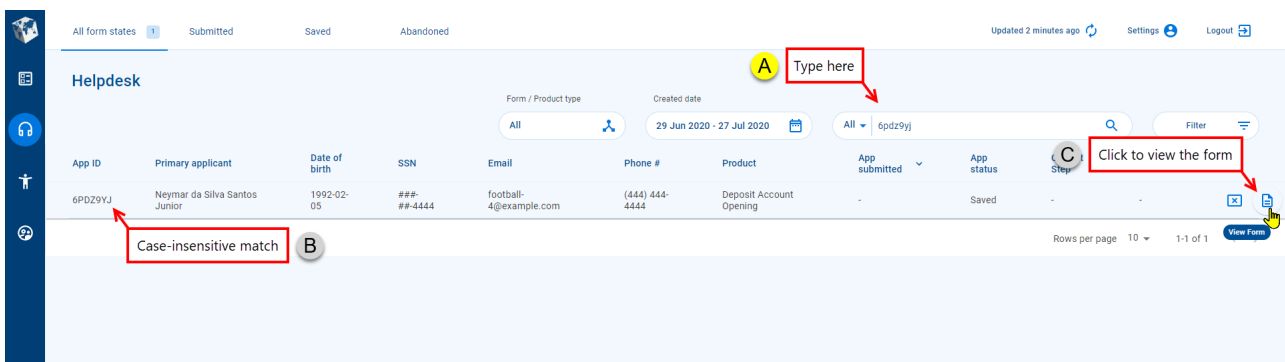 All form states 1 Submitted Saved Abandoned Updated 2 minutes ago Settings Logout
Helpdesk
A Type here
Form / Product type Created date
All 29 Jun 2020 - 27 Jul 2020 All 6pdz9yj Filter
C Click to view the form
App ID Primary applicant Date of birth SSN Email Phone # Product App submitted App status Step
6PDZ9YJ Neymar da Silva Santos Junior 1992-02-05 ###-##-4444 football-4@example.com (444) 444-4444 Deposit Account Opening - Saved - -
Case-insensitive match B
View Form
Rows per page 10 1-1 of 1